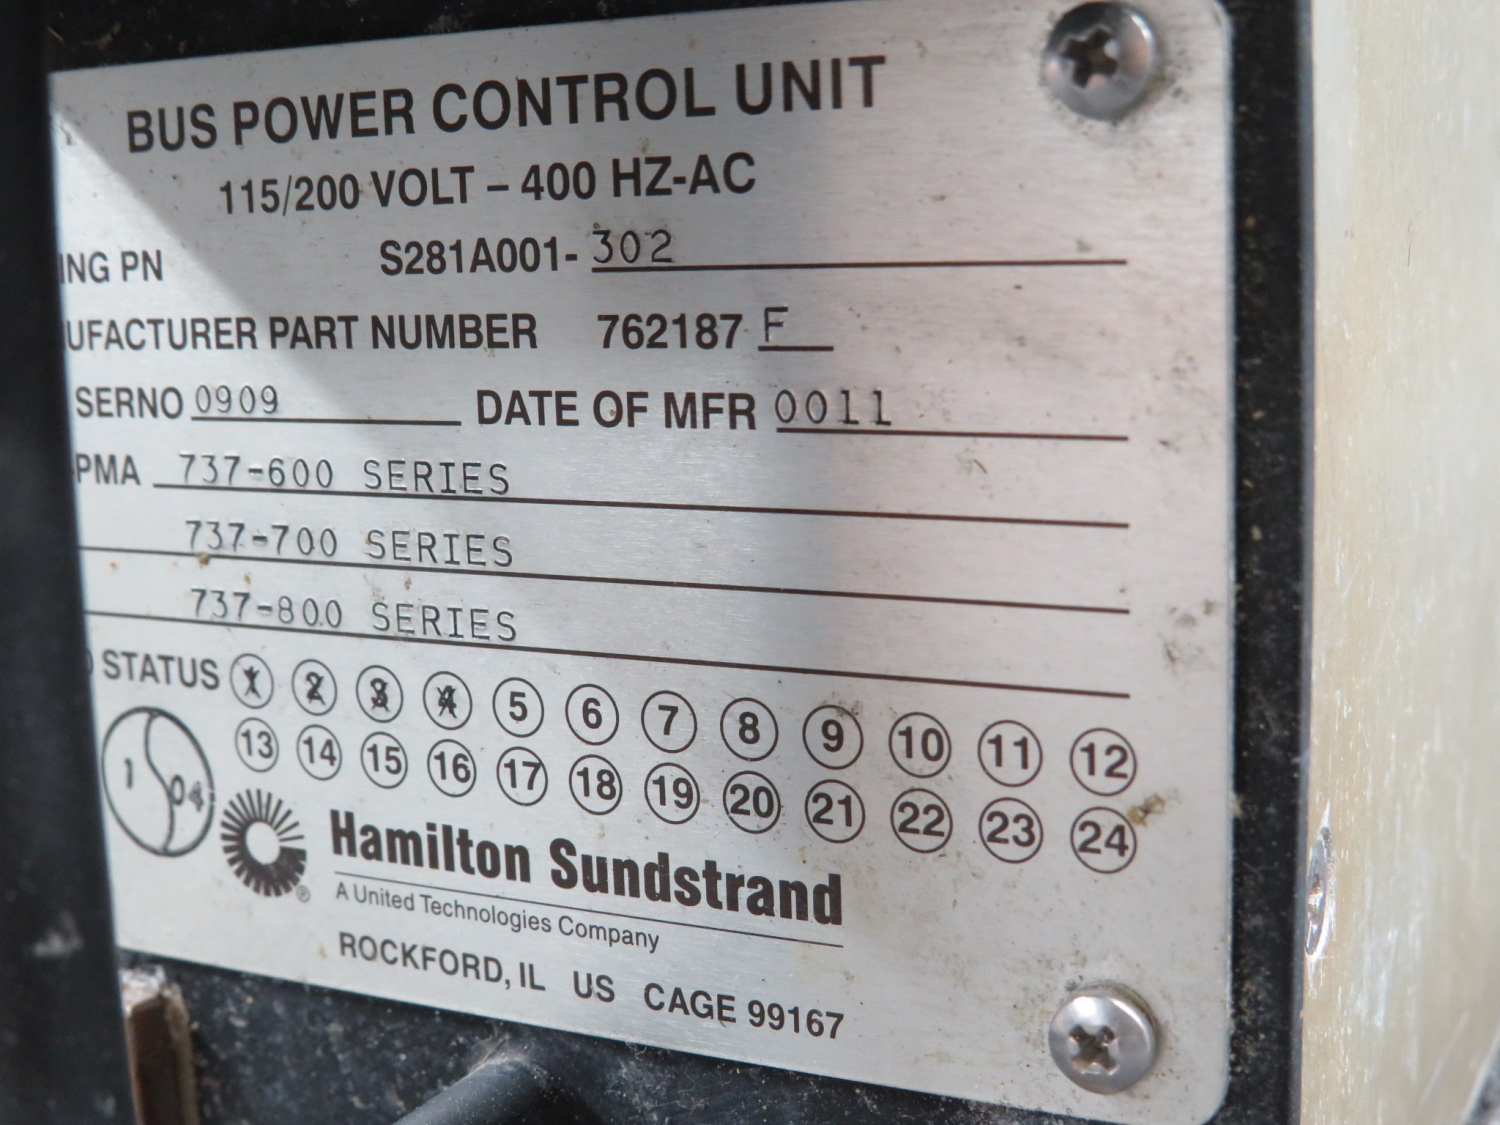 BUS POWER CONTROL UNIT
115/200 VOLT – 400 HZ-AC
ING PN S281A001- 302
UFACTURER PART NUMBER 762187 F
SERNO 0909 DATE OF MFR 0011
PMA 737-600 SERIES
737-700 SERIES
737-800 SERIES
STATUS 1 2 3 4 5 6 7 8 9 10 11 12
13 14 15 16 17 18 19 20 21 22 23 24
1 04
Hamilton Sundstrand
®
A United Technologies Company
ROCKFORD, IL US CAGE 99167